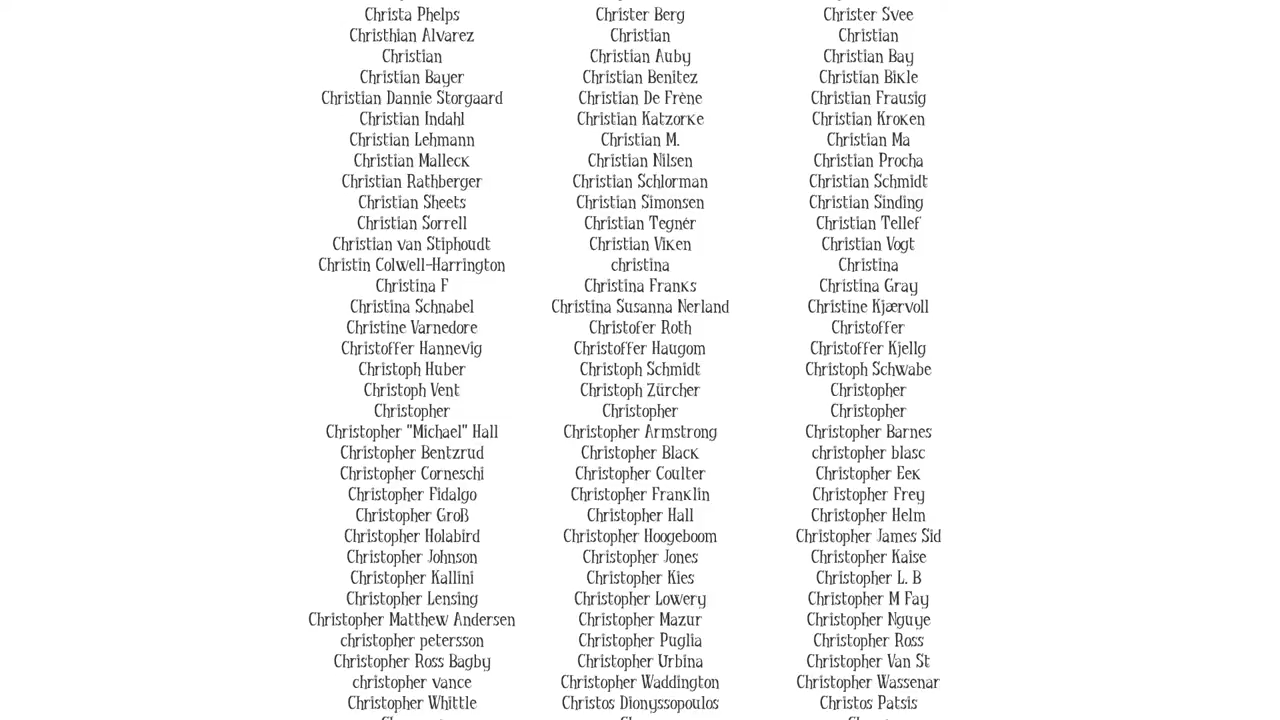 Christa Phelps Christer Berg Christer Svee
Christhian Alvarez Christian Christian
Christian Christian Auby Christian Bay
Christian Bayer Christian Benitez Christian Bikle
Christian Dannie Storgaard Christian De Fréne Christian Frausig
Christian Indahl Christian Katzorke Christian Kroken
Christian Lehmann Christian M. Christian Ma
Christian Malleck Christian Nilsen Christian Procha
Christian Rathberger Christian Schlorman Christian Schmidt
Christian Sheets Christian Simonsen Christian Sinding
Christian Sorrell Christian Tegnér Christian Tellef
Christian van Stiphoudt Christian Viken Christian Vogt
Christin Colwell-Harrington christina Christina
Christina F Christina Franks Christina Gray
Christina Schnabel Christina Susanna Nerland Christine Kjærvoll
Christine Varnedore Christofer Roth Christoffer
Christoffer Hannevig Christoffer Haugom Christoffer Kjellg
Christoph Huber Christoph Schmidt Christoph Schwabe
Christoph Vent Christoph Zürcher Christopher
Christopher Christopher Christopher
Christopher "Michael" Hall Christopher Armstrong Christopher Barnes
Christopher Bentzrud Christopher Black christopher blasc
Christopher Corneschi Christopher Coulter Christopher Eek
Christopher Fidalgo Christopher Franklin Christopher Frey
Christopher Groß Christopher Hall Christopher Helm
Christopher Holabird Christopher Hoogeboom Christopher James Sid
Christopher Johnson Christopher Jones Christopher Kaise
Christopher Kallini Christopher Kies Christopher L. B
Christopher Lensing Christopher Lowery Christopher M Fay
Christopher Matthew Andersen Christopher Mazur Christopher Nguye
christopher petersson Christopher Puglia Christopher Ross
Christopher Ross Bagby Christopher Urbina Christopher Van St
christopher vance Christopher Waddington Christopher Wassenar
Christopher Whittle Christos Dionyssopoulos Christos Patsis